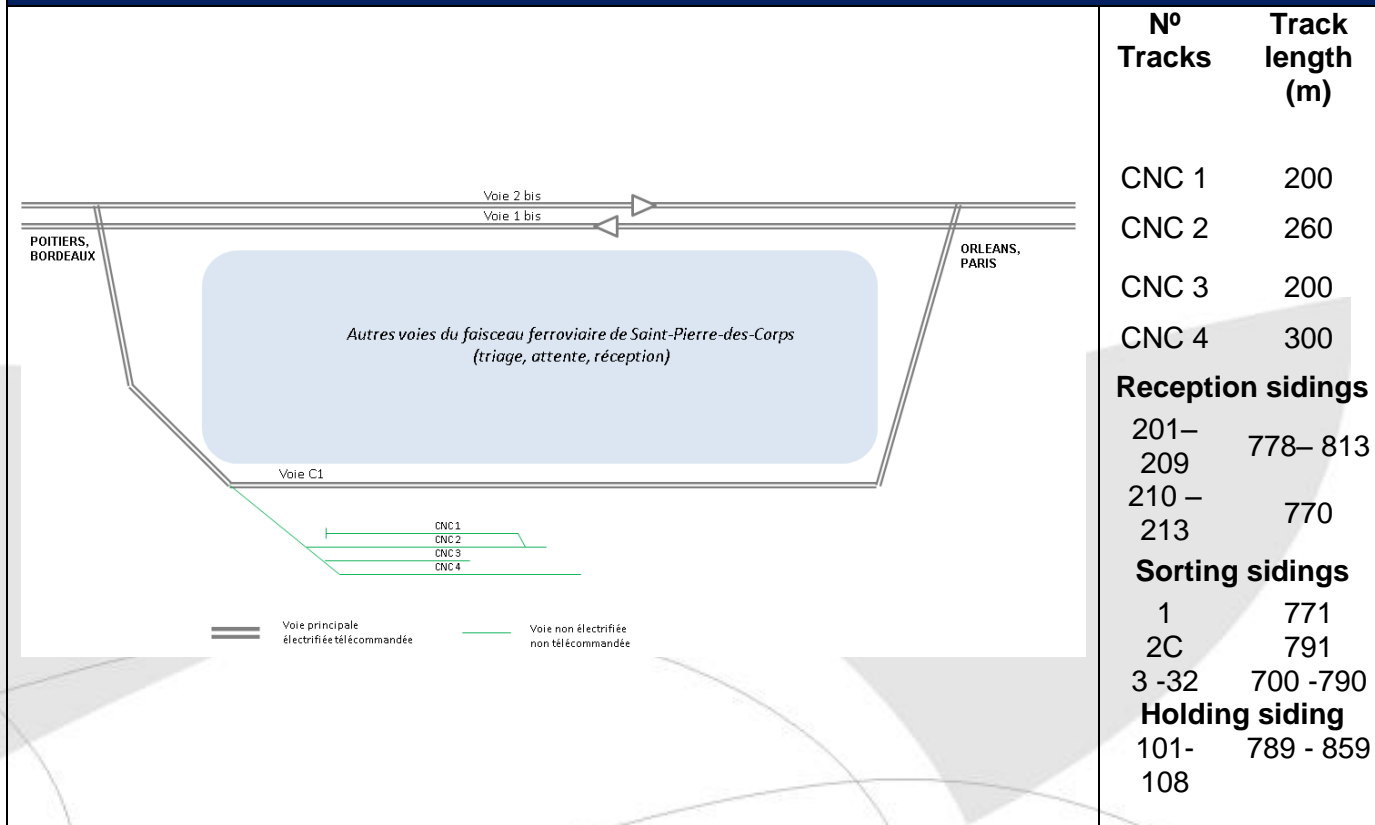 Voie 2 bis
Voie 1 bis
POITIERS,
BORDEAUX
ORLEANS,
PARIS
Autres voies du faisceau ferroviaire de Saint-Pierre-des-Corps
(triage, attente, réception)
Voie C1
CNC 1
CNC 2
CNC 3
CNC 4
Voie principale
électrifiée télécommandée
Voie non électrifiée
non télécommandée
Nº Tracks Track length (m)
CNC 1 200
CNC 2 260
CNC 3 200
CNC 4 300
Reception sidings
201–209 778– 813
210 –213 770
Sorting sidings
1 771
2C 791
3 -32 700 -790
Holding siding
101-108 789 - 859